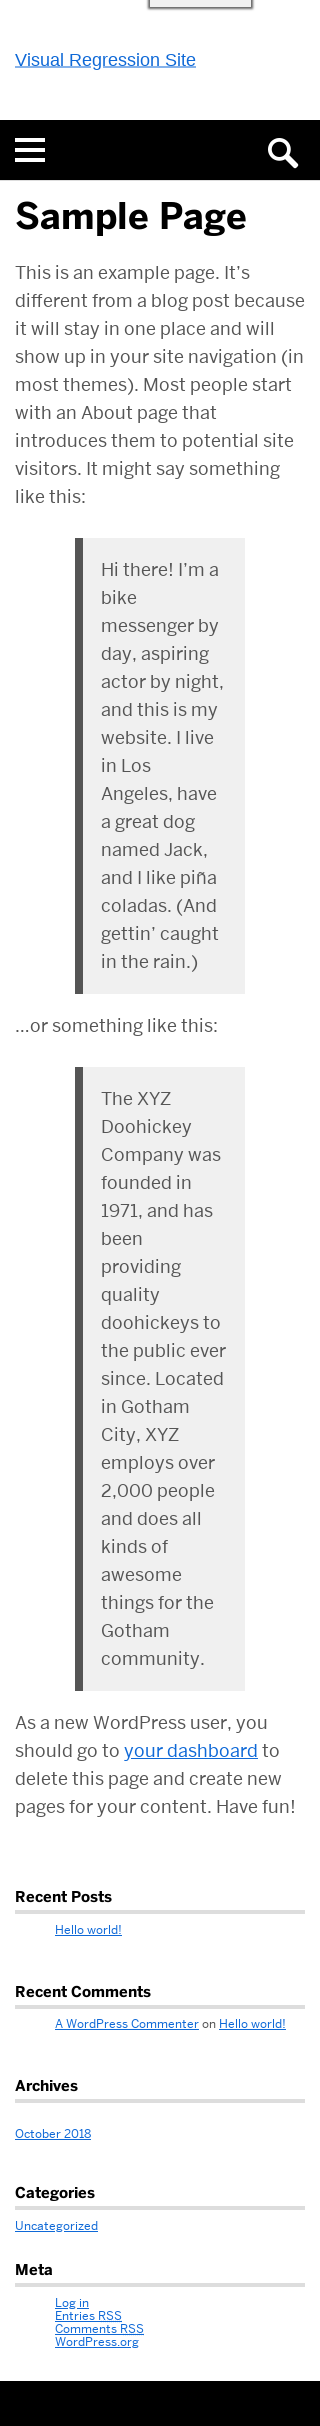 Visual Regression Site
Sample Page
This is an example page. It’s
different from a blog post because
it will stay in one place and will
show up in your site navigation (in
most themes). Most people start
with an About page that
introduces them to potential site
visitors. It might say something
like this:
Hi there! I’m a
bike
messenger by
day, aspiring
actor by night,
and this is my
website. I live
in Los
Angeles, have
a great dog
named Jack,
and I like piña
coladas. (And
gettin’ caught
in the rain.)
…or something like this:
The XYZ
Doohickey
Company was
founded in
1971, and has
been
providing
quality
doohickeys to
the public ever
since. Located
in Gotham
City, XYZ
employs over
2,000 people
and does all
kinds of
awesome
things for the
Gotham
community.
As a new WordPress user, you
should go to your dashboard to
delete this page and create new
pages for your content. Have fun!
Recent Posts
Hello world!
Recent Comments
A WordPress Commenter on Hello world!
Archives
October 2018
Categories
Uncategorized
Meta
Log in
Entries RSS
Comments RSS
WordPress.org